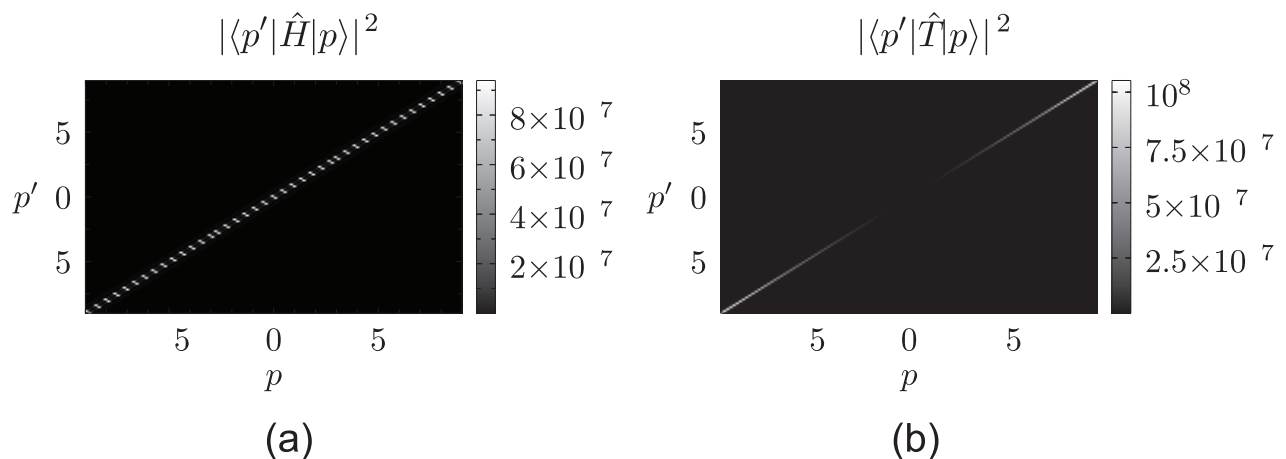 |⟨p′|Ĥ|p⟩|²
8×10 ⁷
6×10 ⁷
4×10 ⁷
2×10 ⁷
5
p′ 0
5
5 0 5
p
(a)
|⟨p′|T̂|p⟩|²
10⁸
7.5×10 ⁷
5×10 ⁷
2.5×10 ⁷
5
p′ 0
5
5 0 5
p
(b)